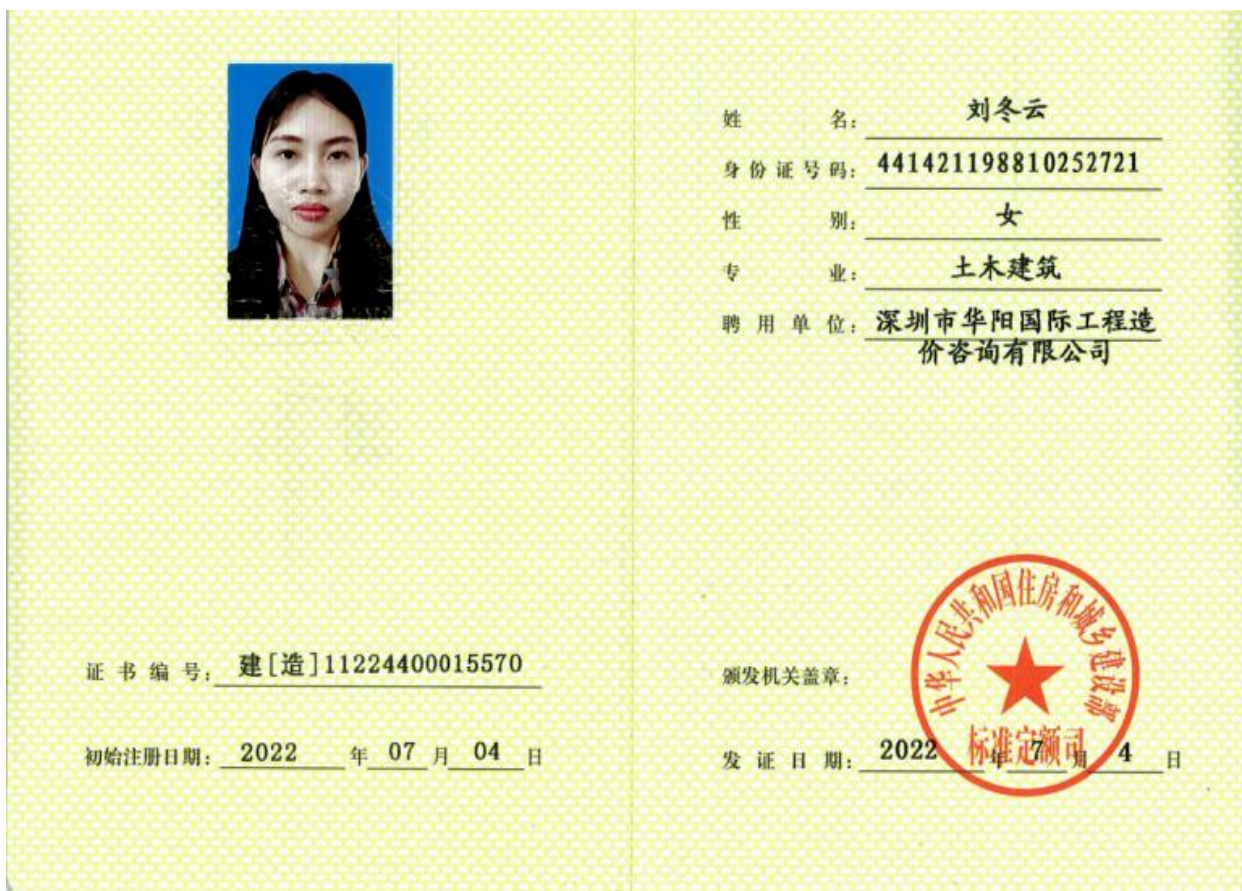 姓名：刘冬云
身份证号码：441421198810252721
性别：女
专业：土木建筑
聘用单位：深圳市华阳国际工程造
价咨询有限公司
证书编号：建[造]11224400015570
初始注册日期：2022年07月04日
颁发机关盖章：
中华人民共和国住房和城乡建设部
标准定额司
发证日期：2022年7月4日